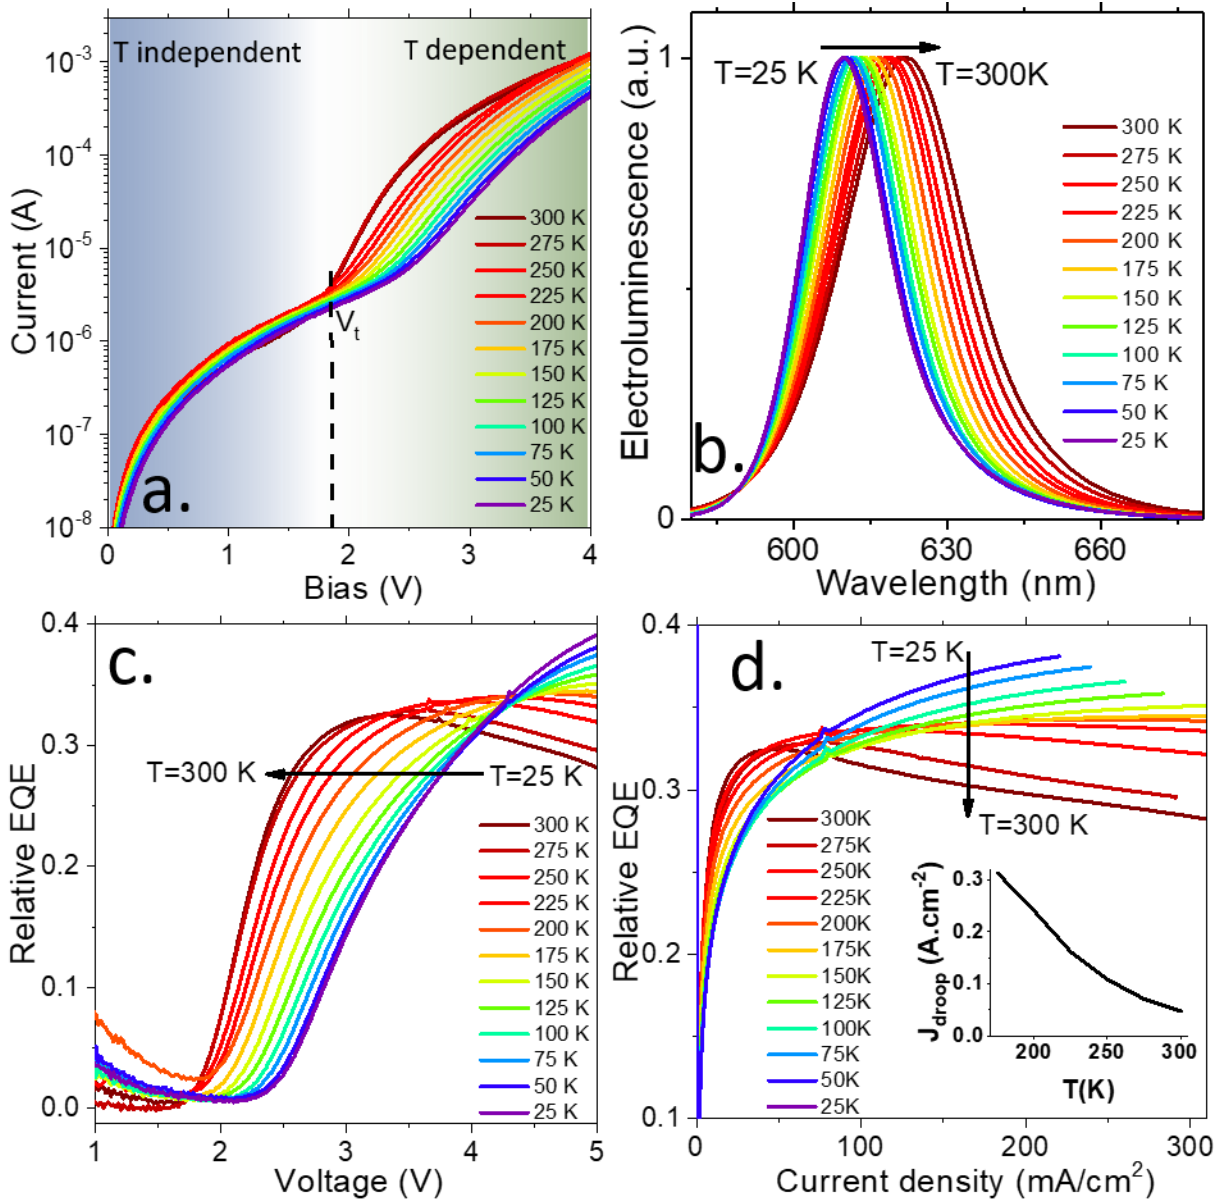 T independent
T dependent
10⁻³
10⁻⁴
10⁻⁵
10⁻⁶
10⁻⁷
10⁻⁸
Current (A)
V_t
300 K
275 K
250 K
225 K
200 K
175 K
150 K
125 K
100 K
75 K
50 K
25 K
a.
0
1
2
3
4
Bias (V)
1
0
Electroluminescence (a.u.)
T=25 K
T=300K
300 K
275 K
250 K
225 K
200 K
175 K
150 K
125 K
100 K
75 K
50 K
25 K
b.
600
630
660
Wavelength (nm)
0.4
0.3
0.2
0.1
0.0
Relative EQE
c.
T=300 K
T=25 K
300 K
275 K
250 K
225 K
200 K
175 K
150 K
125 K
100 K
75 K
50 K
25 K
1
2
3
4
5
Voltage (V)
0.4
0.3
0.2
0.1
Relative EQE
d.
T=25 K
T=300 K
300K
275K
250K
225K
200K
175K
150K
125K
100K
75K
50K
25K
0.3
0.2
0.1
0.0
J_droop (A.cm⁻²)
200
250
300
T(K)
0
100
200
300
Current density (mA/cm²)